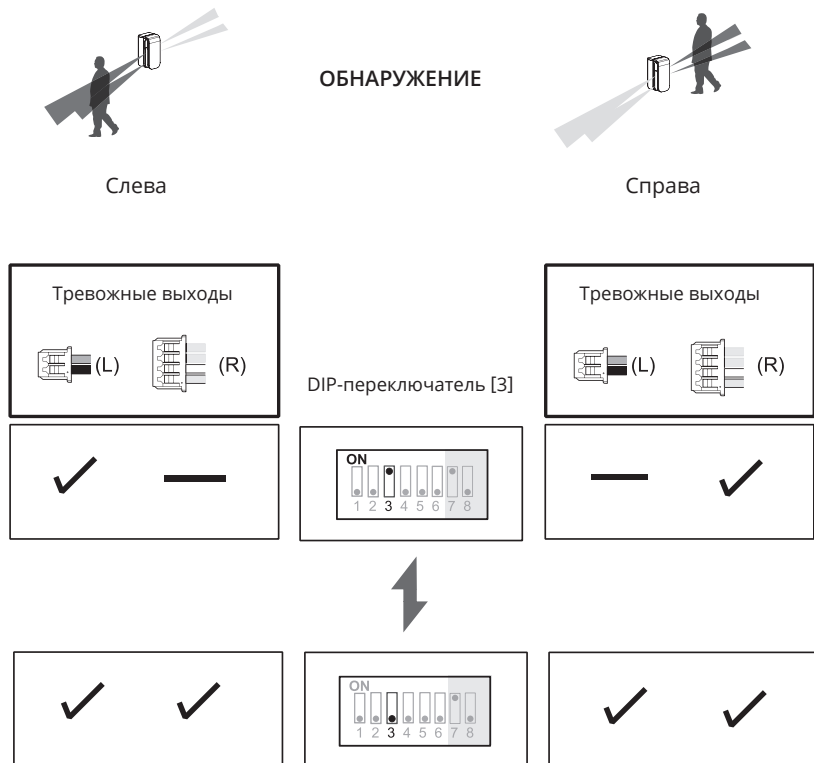 ОБНАРУЖЕНИЕ
Слева
Справа
Тревожные выходы
(L) (R)
DIP-переключатель [3]
Тревожные выходы
(L) (R)
ON
1 2 3 4 5 6 7 8
ON
1 2 3 4 5 6 7 8